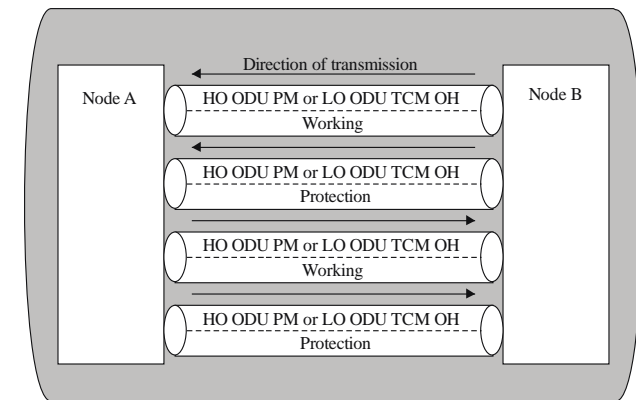 Direction of transmission
Node A
Node B
HO ODU PM or LO ODU TCM OH
Working
HO ODU PM or LO ODU TCM OH
Protection
HO ODU PM or LO ODU TCM OH
Working
HO ODU PM or LO ODU TCM OH
Protection